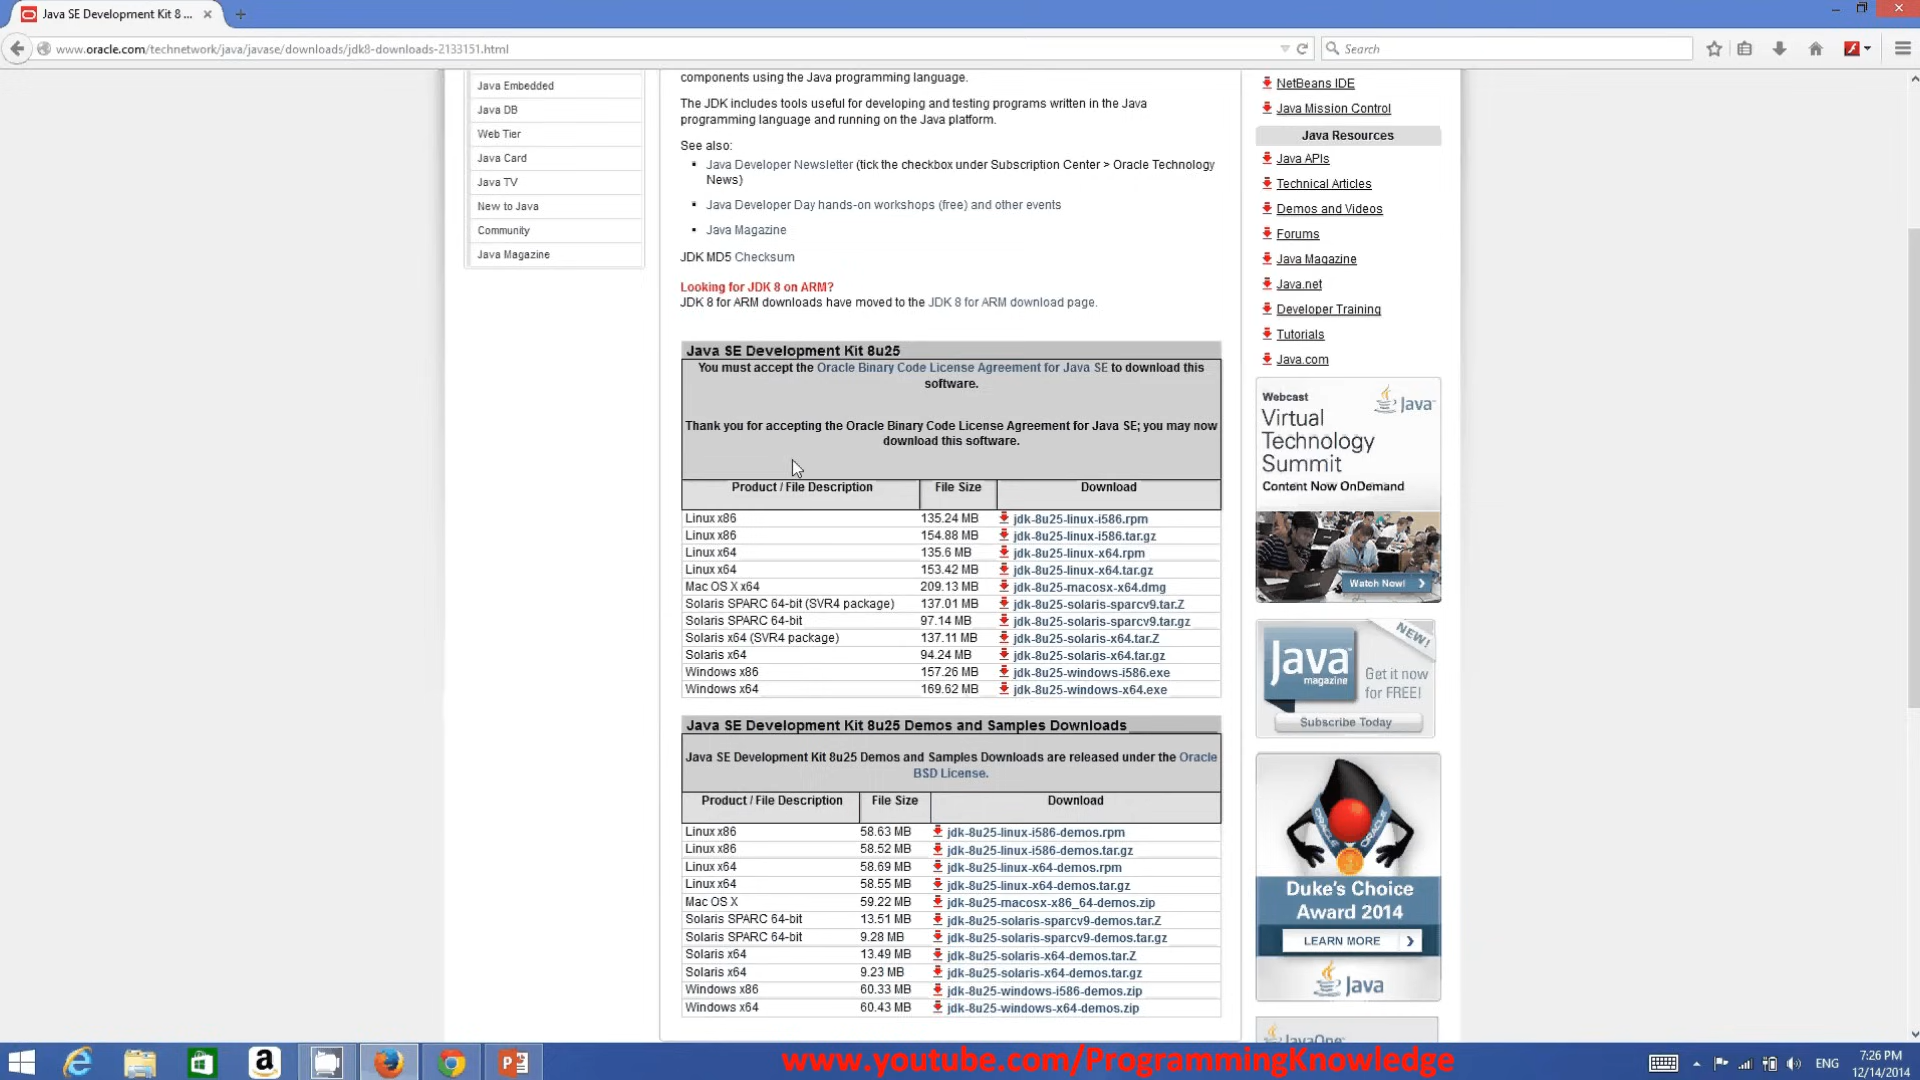 Java SE Development Kit 8 ...
www.oracle.com/technetwork/java/javase/downloads/jdk8-downloads-2133151.html
Search
Java Embedded
Java DB
Web Tier
Java Card
Java TV
New to Java
Community
Java Magazine
components using the Java programming language.
The JDK includes tools useful for developing and testing programs written in the Java
programming language and running on the Java platform.
See also:
Java Developer Newsletter (tick the checkbox under Subscription Center > Oracle Technology
News)
Java Developer Day hands-on workshops (free) and other events
Java Magazine
JDK MD5 Checksum
Looking for JDK 8 on ARM?
JDK 8 for ARM downloads have moved to the JDK 8 for ARM download page.
Java SE Development Kit 8u25
You must accept the Oracle Binary Code License Agreement for Java SE to download this
software.
Thank you for accepting the Oracle Binary Code License Agreement for Java SE; you may now
download this software.
Product / File Description File Size Download
Linux x86 135.24 MB jdk-8u25-linux-i586.rpm
Linux x86 154.88 MB jdk-8u25-linux-i586.tar.gz
Linux x64 135.6 MB jdk-8u25-linux-x64.rpm
Linux x64 153.42 MB jdk-8u25-linux-x64.tar.gz
Mac OS X x64 209.13 MB jdk-8u25-macosx-x64.dmg
Solaris SPARC 64-bit (SVR4 package) 137.01 MB jdk-8u25-solaris-sparcv9.tar.Z
Solaris SPARC 64-bit 97.14 MB jdk-8u25-solaris-sparcv9.tar.gz
Solaris x64 (SVR4 package) 137.11 MB jdk-8u25-solaris-x64.tar.Z
Solaris x64 94.24 MB jdk-8u25-solaris-x64.tar.gz
Windows x86 157.26 MB jdk-8u25-windows-i586.exe
Windows x64 169.62 MB jdk-8u25-windows-x64.exe
Java SE Development Kit 8u25 Demos and Samples Downloads
Java SE Development Kit 8u25 Demos and Samples Downloads are released under the Oracle
BSD License.
Product / File Description File Size Download
Linux x86 58.63 MB jdk-8u25-linux-i586-demos.rpm
Linux x86 58.52 MB jdk-8u25-linux-i586-demos.tar.gz
Linux x64 58.69 MB jdk-8u25-linux-x64-demos.rpm
Linux x64 58.55 MB jdk-8u25-linux-x64-demos.tar.gz
Mac OS X 59.22 MB jdk-8u25-macosx-x86_64-demos.zip
Solaris SPARC 64-bit 13.51 MB jdk-8u25-solaris-sparcv9-demos.tar.Z
Solaris SPARC 64-bit 9.28 MB jdk-8u25-solaris-sparcv9-demos.tar.gz
Solaris x64 13.49 MB jdk-8u25-solaris-x64-demos.tar.Z
Solaris x64 9.23 MB jdk-8u25-solaris-x64-demos.tar.gz
Windows x86 60.33 MB jdk-8u25-windows-i586-demos.zip
Windows x64 60.43 MB jdk-8u25-windows-x64-demos.zip
NetBeans IDE
Java Mission Control
Java Resources
Java APIs
Technical Articles
Demos and Videos
Forums
Java Magazine
Java.net
Developer Training
Tutorials
Java.com
Webcast
Java
Virtual
Technology
Summit
Content Now OnDemand
Watch Now!
NEW!
Java
magazine
Get it now
for FREE!
Subscribe Today
Duke's Choice
Award 2014
LEARN MORE
Java
JavaOne
www.youtube.com/ProgrammingKnowledge
ENG
7:26 PM
12/14/2014